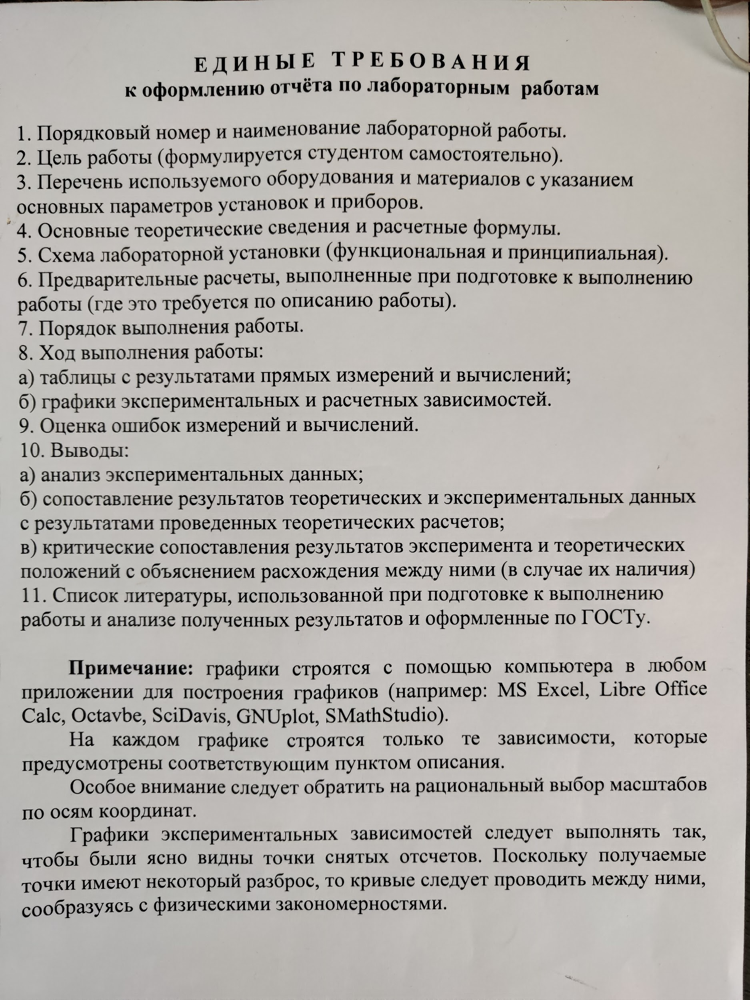 ЕДИНЫЕ ТРЕБОВАНИЯ
к оформлению отчёта по лабораторным работам
1. Порядковый номер и наименование лабораторной работы.
2. Цель работы (формулируется студентом самостоятельно).
3. Перечень используемого оборудования и материалов с указанием
основных параметров установок и приборов.
4. Основные теоретические сведения и расчетные формулы.
5. Схема лабораторной установки (функциональная и принципиальная).
6. Предварительные расчеты, выполненные при подготовке к выполнению
работы (где это требуется по описанию работы).
7. Порядок выполнения работы.
8. Ход выполнения работы:
а) таблицы с результатами прямых измерений и вычислений;
б) графики экспериментальных и расчетных зависимостей.
9. Оценка ошибок измерений и вычислений.
10. Выводы:
а) анализ экспериментальных данных;
б) сопоставление результатов теоретических и экспериментальных данных
с результатами проведенных теоретических расчетов;
в) критические сопоставления результатов эксперимента и теоретических
положений с объяснением расхождения между ними (в случае их наличия)
11. Список литературы, использованной при подготовке к выполнению
работы и анализе полученных результатов и оформленные по ГОСТу.
Примечание: графики строятся с помощью компьютера в любом
приложении для построения графиков (например: MS Excel, Libre Office
Calc, Octavbe, SciDavis, GNUplot, SMathStudio).
На каждом графике строятся только те зависимости, которые
предусмотрены соответствующим пунктом описания.
Особое внимание следует обратить на рациональный выбор масштабов
по осям координат.
Графики экспериментальных зависимостей следует выполнять так,
чтобы были ясно видны точки снятых отсчетов. Поскольку получаемые
точки имеют некоторый разброс, то кривые следует проводить между ними,
сообразуясь с физическими закономерностями.